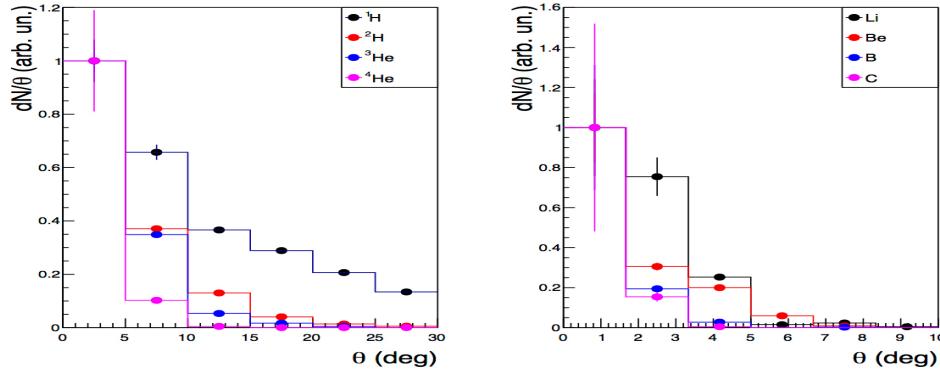 dN/θ (arb. un.)
1.2
1
0.8
0.6
0.4
0.2
0
0 5 10 15 20 25 30
θ (deg)
¹H
²H
³He
⁴He
dN/θ (arb. un.)
1.6
1.4
1.2
1
0.8
0.6
0.4
0.2
0
0 1 2 3 4 5 6 7 8 9 10
θ (deg)
Li
Be
B
C